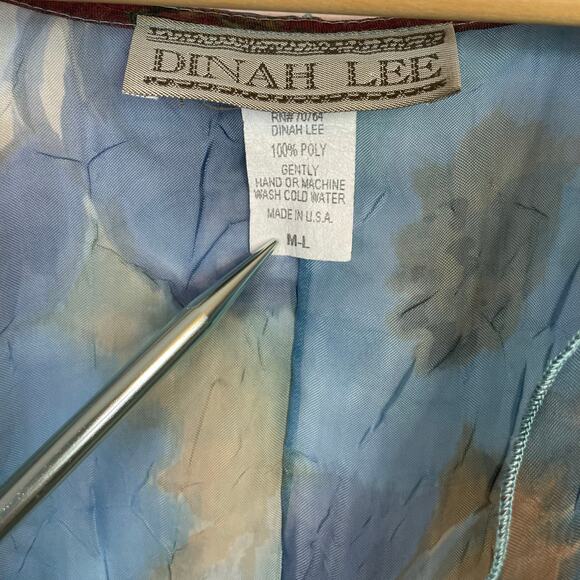 DINAH LEE
RN# 70764
DINAH LEE
100% POLY
GENTLY
HAND OR MACHINE
WASH COLD WATER
MADE IN U.S.A.
M-L